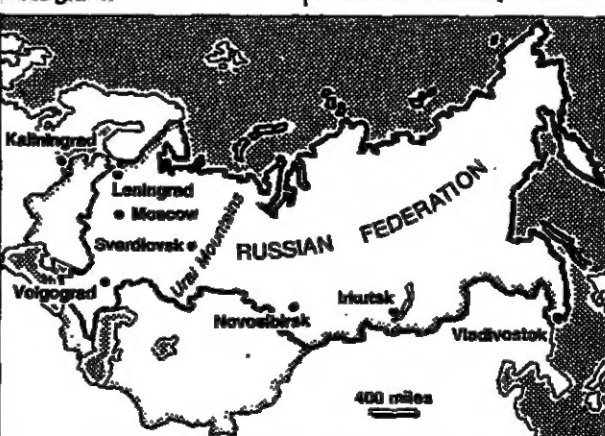 Kaliningrad
Leningrad
Moscow
Sverdlovsk
Ural Mountains
RUSSIAN FEDERATION
Volgograd
Novosibirsk
Irkutsk
Vladivostok
400 miles